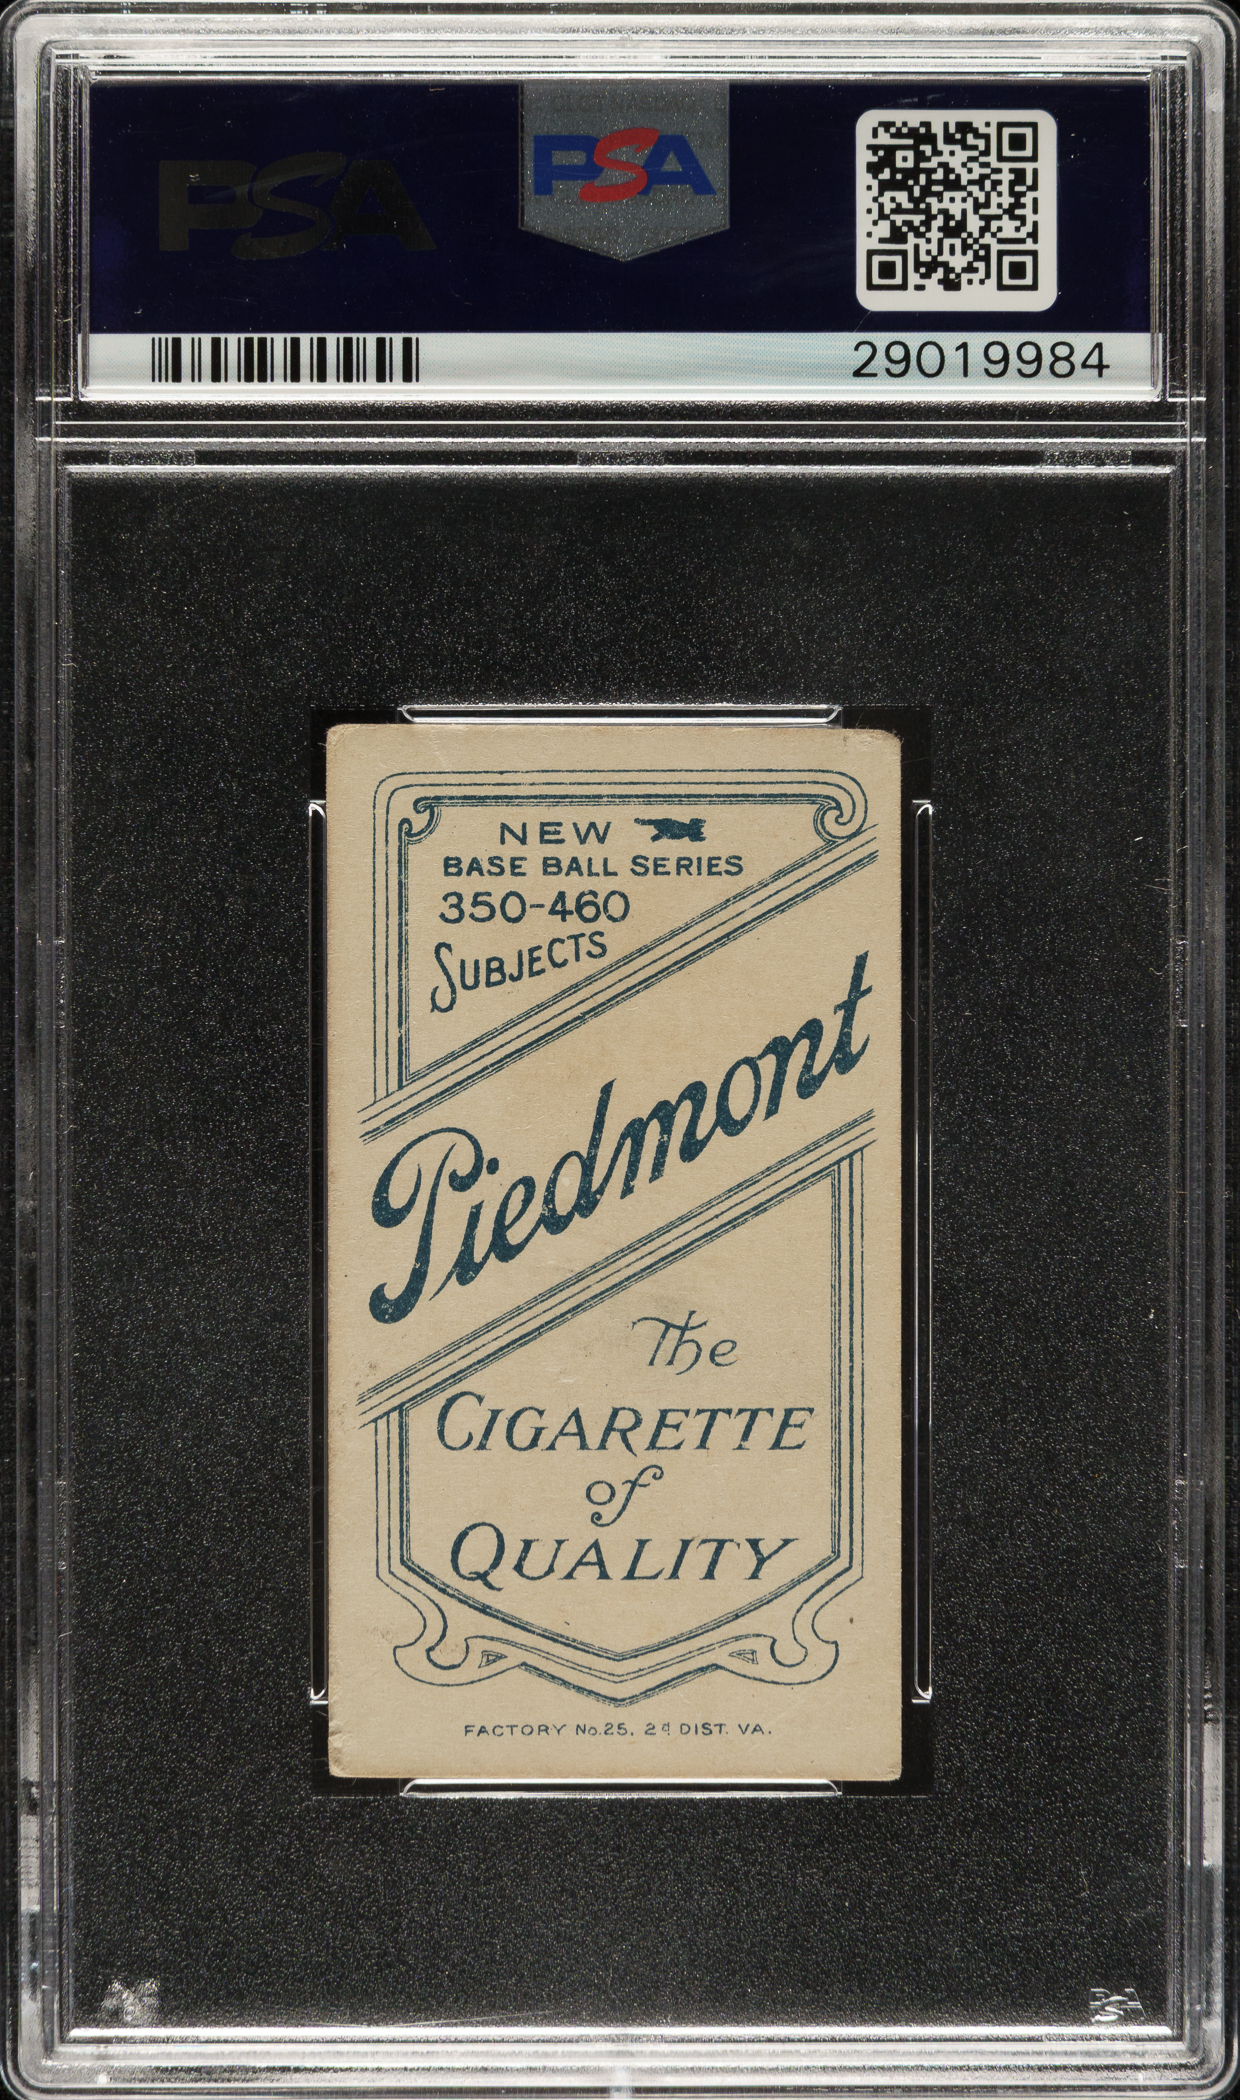 PSA
PSA
29019984
NEW
BASE BALL SERIES
350-460
SUBJECTS
Piedmont
The
CIGARETTE
of
QUALITY
FACTORY No. 25. 2d DIST. VA.
PSA